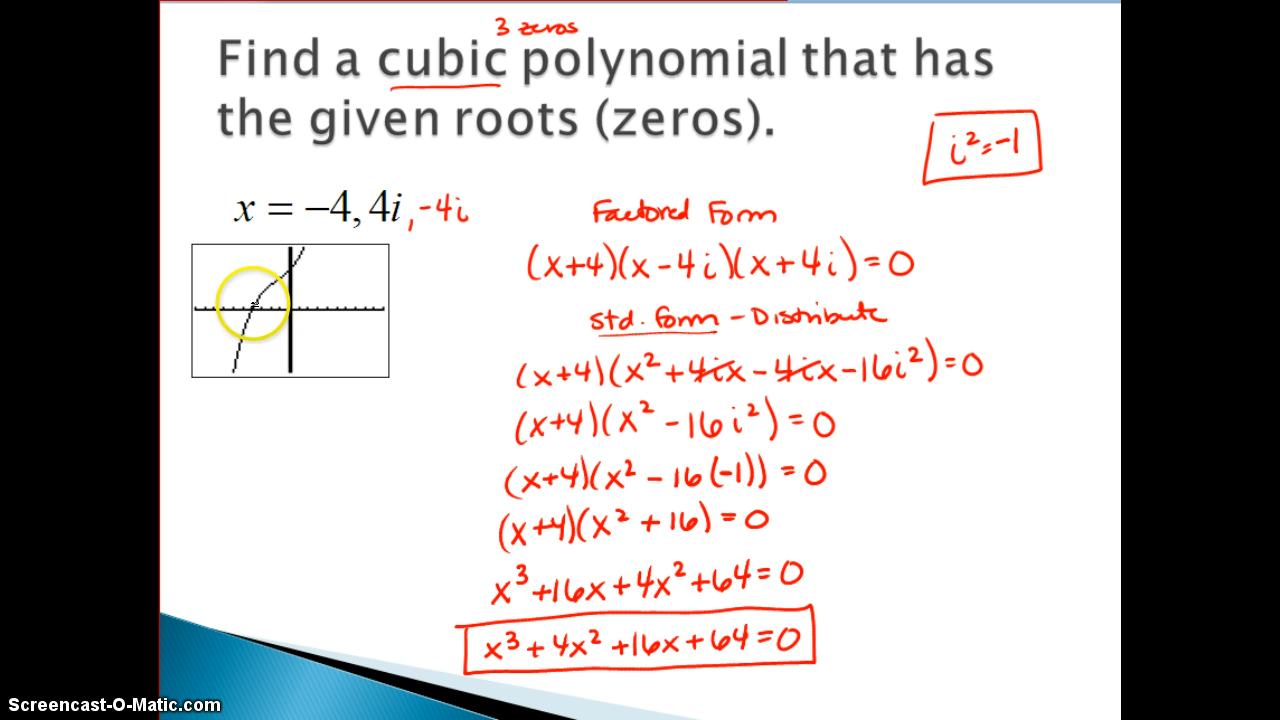 3 zeros
Find a cubic polynomial that has
the given roots (zeros).
i²=-1
x = −4, 4i, -4i
Factored Form
(x+4)(x-4i)(x+4i)=0
std. form - Distribute
(x+4)(x²+4ix-4ix-16i²)=0
(x+4)(x²-16i²)=0
(x+4)(x²-16(-1))=0
(x+4)(x²+16)=0
x³+16x+4x²+64=0
x³+4x²+16x+64=0
Screencast-O-Matic.com